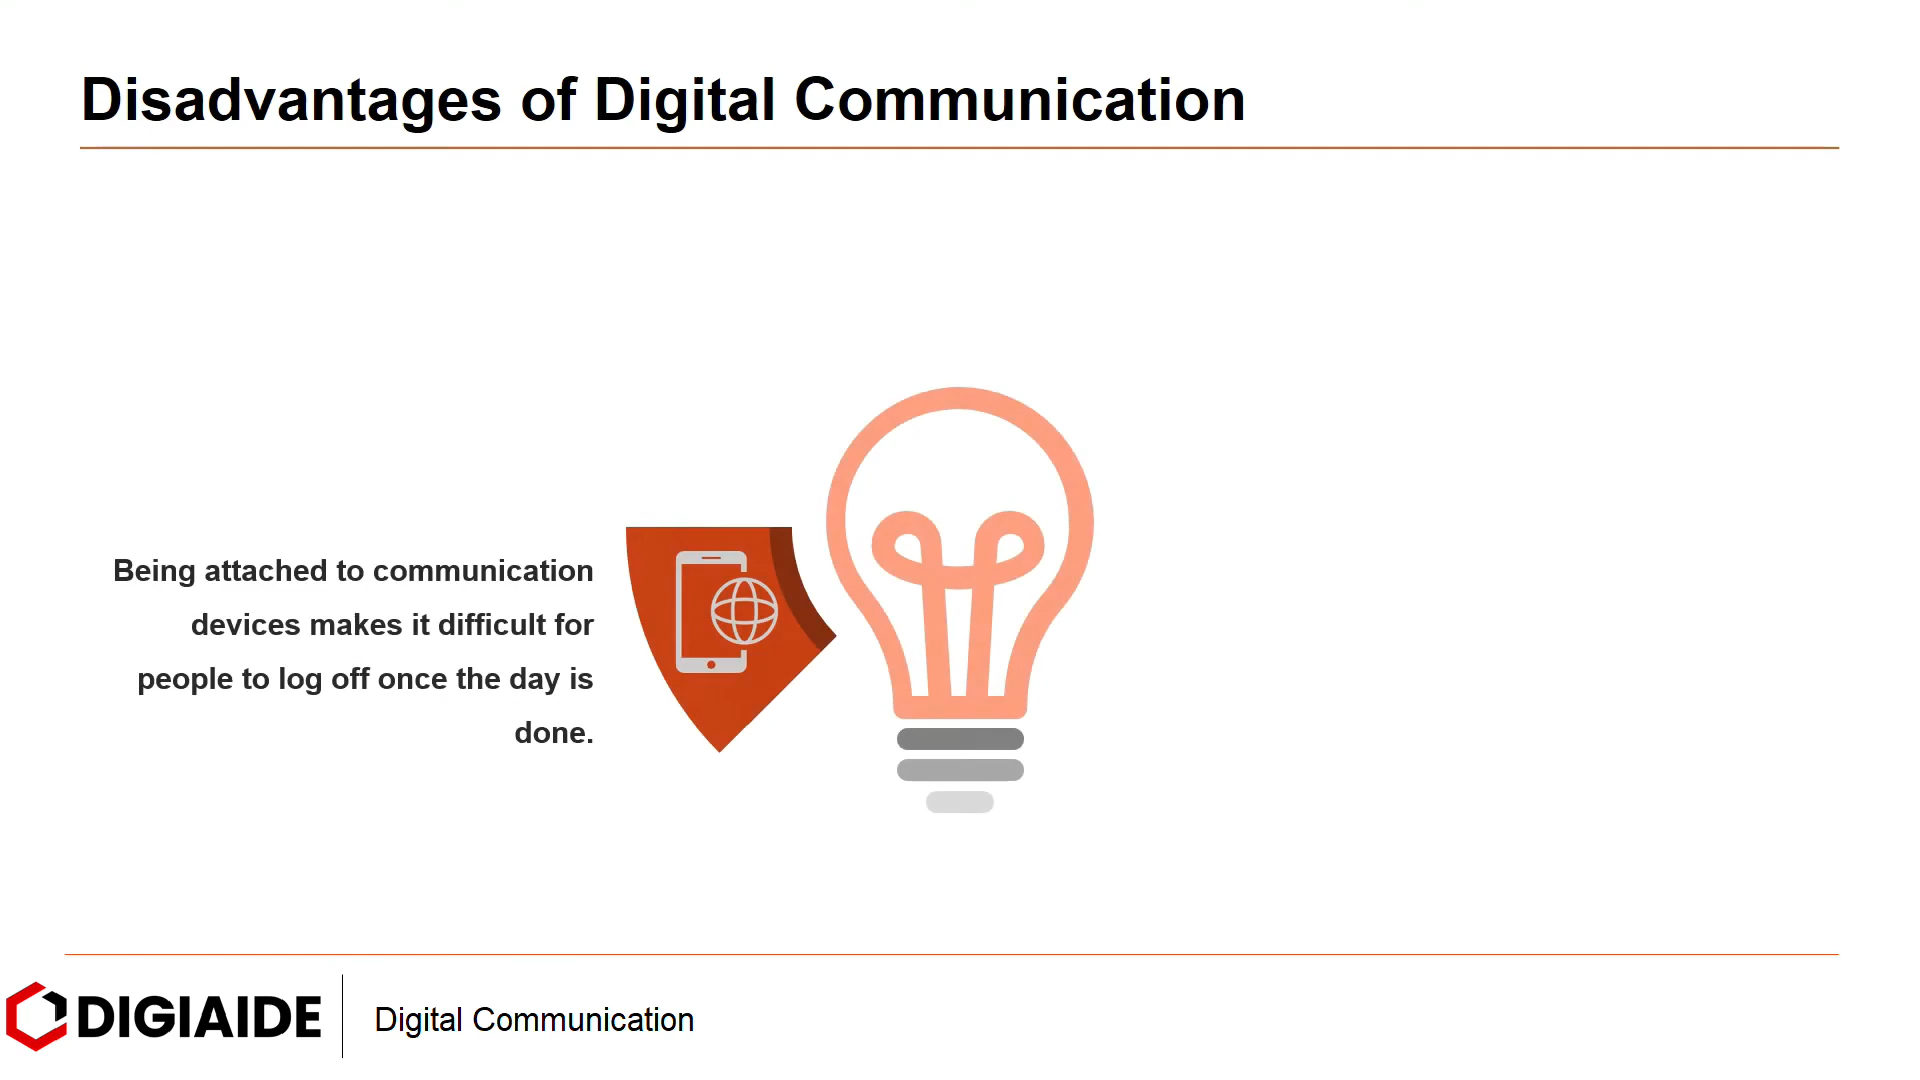 Disadvantages of Digital Communication
Being attached to communication
devices makes it difficult for
people to log off once the day is
done.
DIGIAIDE
Digital Communication